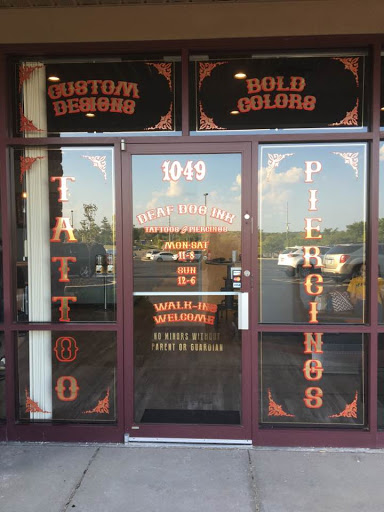 CUSTOM
DESIGNS
BOLD
COLORS
1049
DEAF DOG INK
TATTOOS & PIERCINGS
MON-SAT
11-8
SUN
12-6
WALK-INS
WELCOME
NO MINORS WITHOUT
PARENT OR GUARDIAN
TATTOO
PIERCINGS